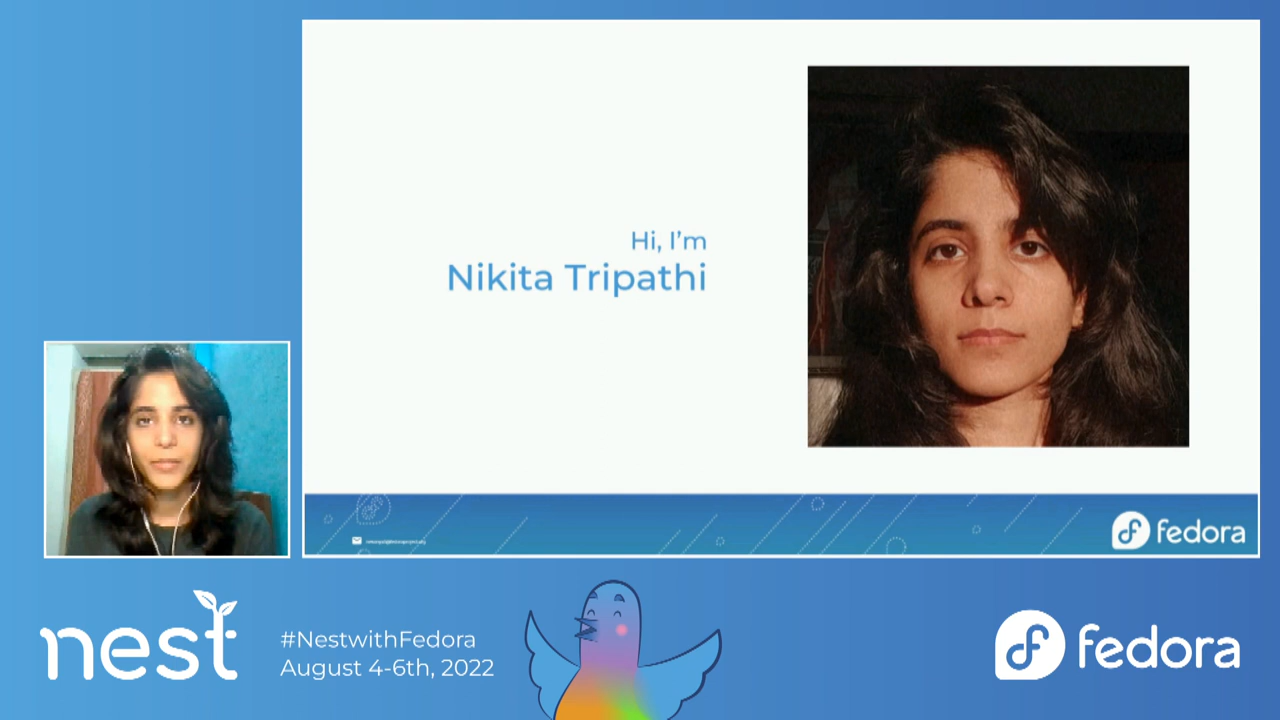 Hi, I’m
Nikita Tripathi
fedora
nest
#NestwithFedora
August 4-6th, 2022
fedora